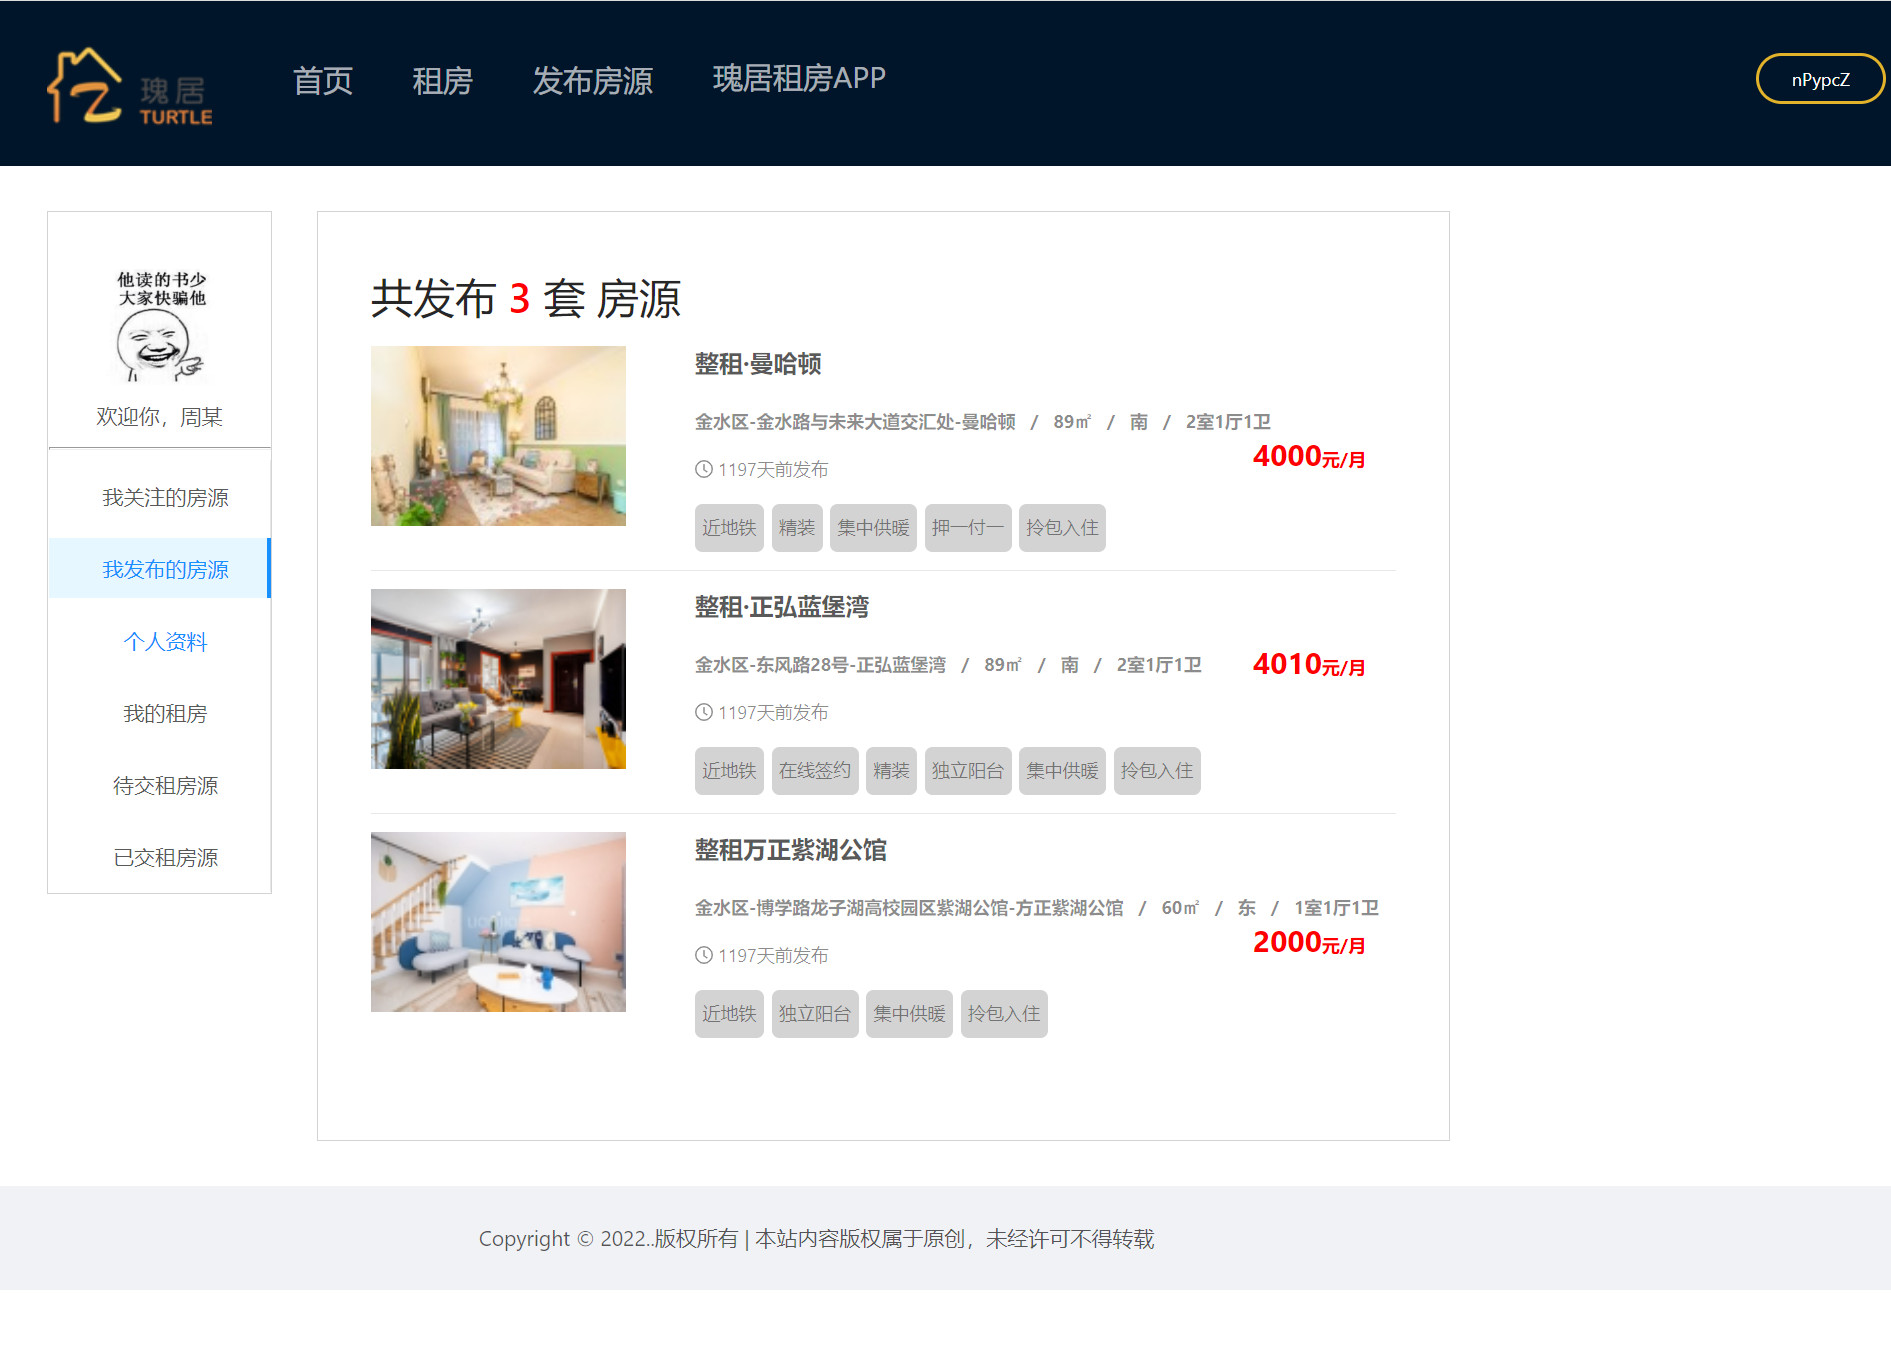 瑰居
TURTLE
首页
租房
发布房源
瑰居租房APP
nPypcZ
他读的书少
大家快骗他
欢迎你，周某
我关注的房源
我发布的房源
个人资料
我的租房
待交租房源
已交租房源
共发布 3 套 房源
整租·曼哈顿
金水区-金水路与未来大道交汇处-曼哈顿 / 89㎡ / 南 / 2室1厅1卫
4000元/月
1197天前发布
近地铁 精装 集中供暖 押一付一 拎包入住
整租·正弘蓝堡湾
金水区-东风路28号-正弘蓝堡湾 / 89㎡ / 南 / 2室1厅1卫
4010元/月
1197天前发布
近地铁 在线签约 精装 独立阳台 集中供暖 拎包入住
整租万正紫湖公馆
金水区-博学路龙子湖高校园区紫湖公馆-方正紫湖公馆 / 60㎡ / 东 / 1室1厅1卫
2000元/月
1197天前发布
近地铁 独立阳台 集中供暖 拎包入住
Copyright © 2022..版权所有 | 本站内容版权属于原创，未经许可不得转载